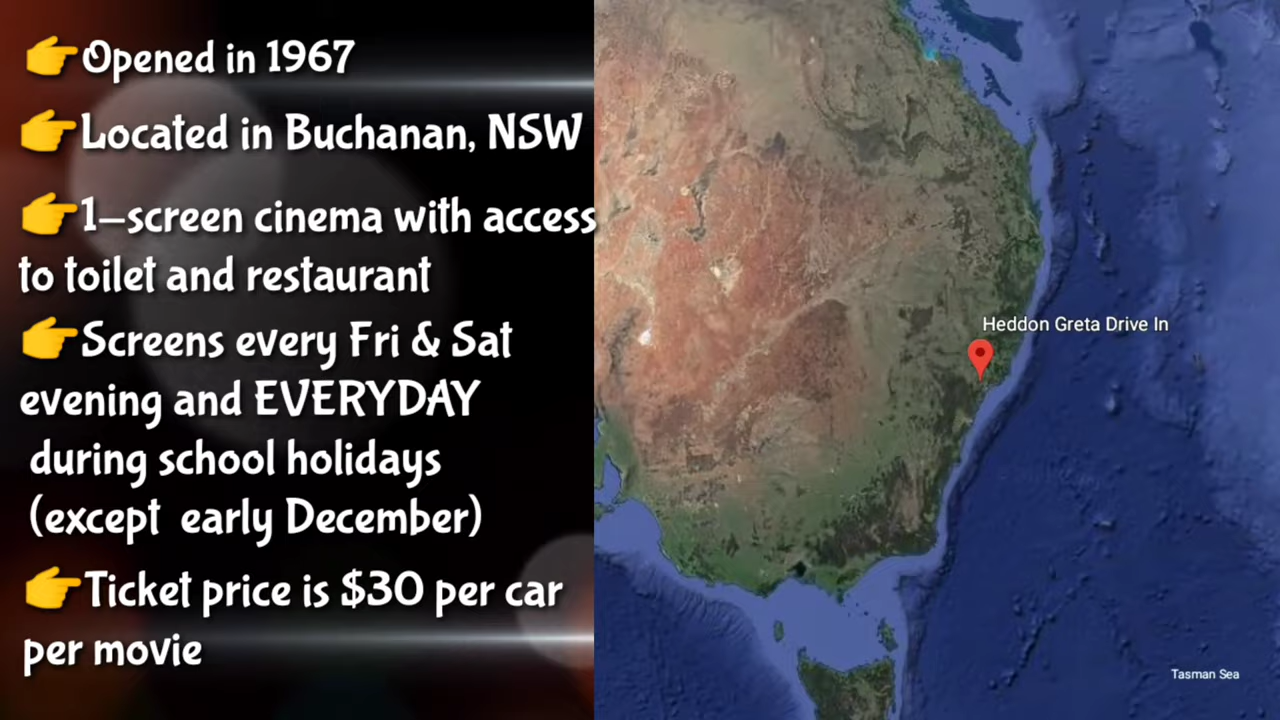 👉Opened in 1967
👉Located in Buchanan, NSW
👉1-screen cinema with access
to toilet and restaurant
👉Screens every Fri & Sat
evening and EVERYDAY
during school holidays
(except early December)
👉Ticket price is $30 per car
per movie
Heddon Greta Drive In
Tasman Sea